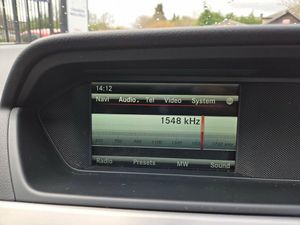 14:12
Navi Audio Tel Video System
1548 kHz
Radio Presets MW Sound